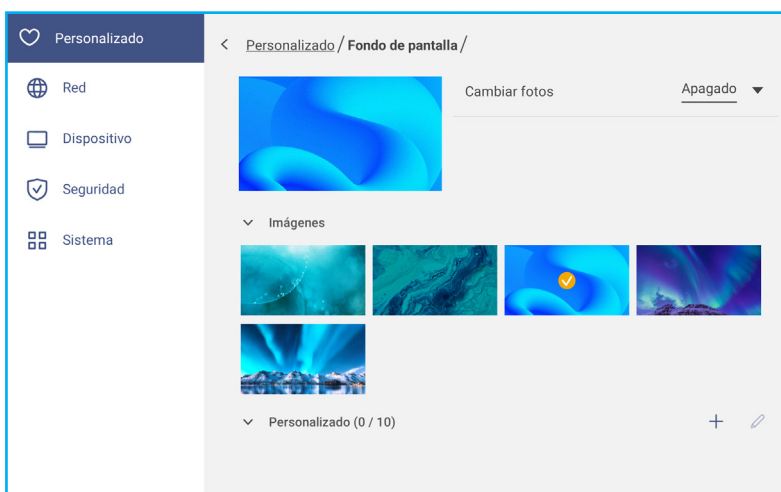 Personalizado
Red
Dispositivo
Seguridad
Sistema
Personalizado / Fondo de pantalla /
Cambiar fotos Apagado
Imágenes
Personalizado (0 / 10)